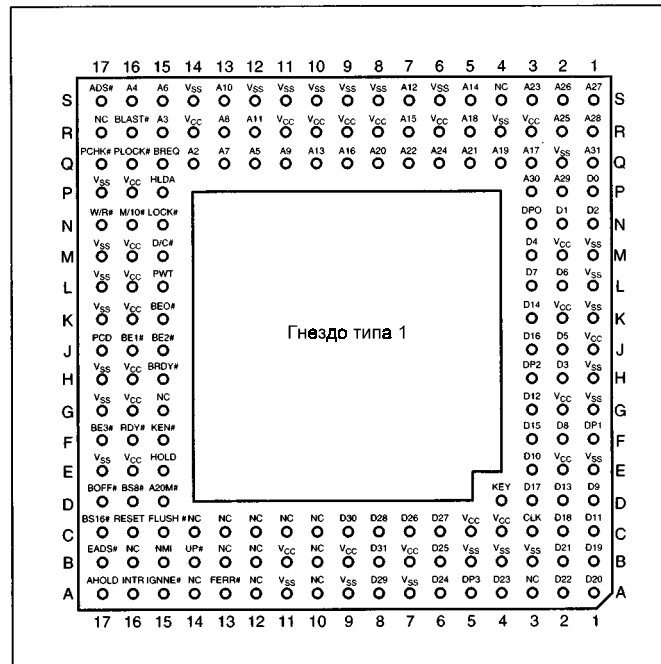 17 16 15 14 13 12 11 10 9 8 7 6 5 4 3 2 1
ADS# A4 A6 VSS A10 VSS VSS VSS VSS VSS A12 VSS A14 NC A23 A26 A27
S S
NC BLAST# A3 VCC A8 A11 VCC VCC VCC VCC A15 VCC A18 VSS VCC A25 A28
R R
PCHK# PLOCK# BREQ A2 A7 A5 A9 A13 A16 A20 A22 A24 A21 A19 A17 VSS A31
Q Q
VSS VCC HLDA A30 A29 D0
P P
W/R# M/10# LOCK# DPO D1 D2
N N
VSS VCC D/C# D4 VCC VSS
M M
VSS VCC PWT D7 D6 VSS
L L
VSS VCC BEO# D14 VCC VSS
K K
Гнездо типа 1
PCD BE1# BE2# D16 D5 VCC
J J
VSS VCC BRDY# DP2 D3 VSS
H H
VSS VCC NC D12 VCC VSS
G G
BE3# RDY# KEN# D15 D8 DP1
F F
VSS VCC HOLD D10 VCC VSS
E E
BOFF# BS8# A20M# KEY D17 D13 D9
D D
BS16# RESET FLUSH #NC NC NC NC NC D30 D28 D26 D27 VCC VCC CLK D18 D11
C C
EADS# NC NMI UP# NC NC VCC NC VCC D31 VCC D25 VSS VSS VSS D21 D19
B B
AHOLD INTR IGNNE# NC FERR# NC VSS NC VSS D29 VSS D24 DP3 D23 NC D22 D20
A A
17 16 15 14 13 12 11 10 9 8 7 6 5 4 3 2 1